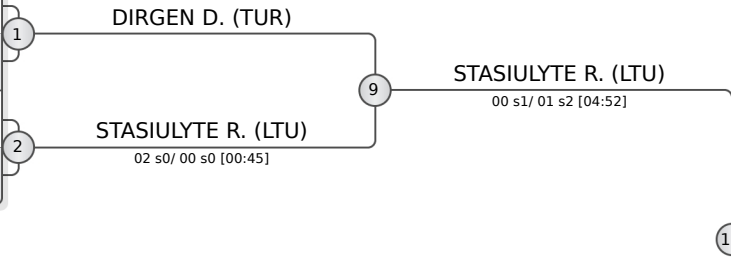 DIRGEN D. (TUR)
1
STASIULYTE R. (LTU)
9
00 s1/ 01 s2 [04:52]
STASIULYTE R. (LTU)
2
02 s0/ 00 s0 [00:45]